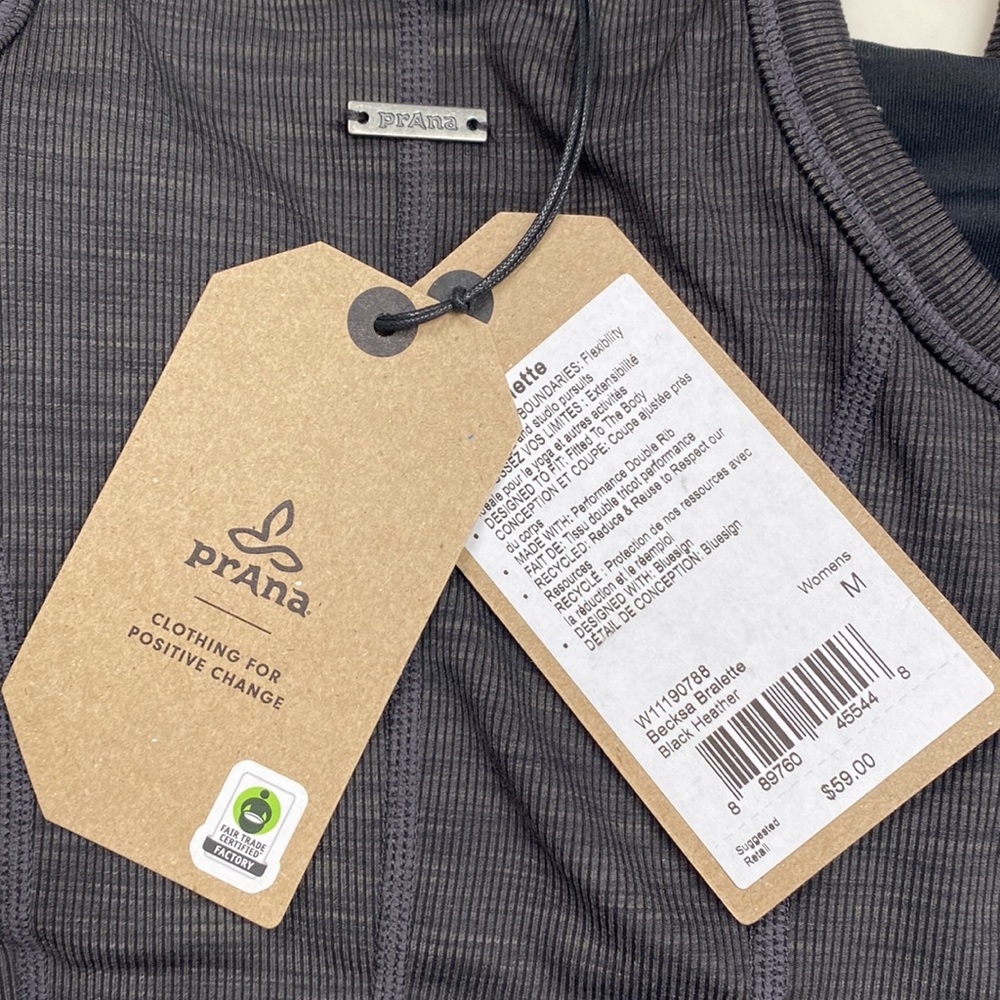 prAna
prAna
CLOTHING FOR
POSITIVE CHANGE
FAIR TRADE
CERTIFIED
FACTORY
BOUNDARIES: Flexibility
and studio pursuits
VOS LIMITES : Extensibilité
pour le yoga et autres activités
DESIGNED TO FIT: Fitted To The Body
CONCEPTION ET COUPE: Coupe ajustée près
du corps
MADE WITH: Performance Double Rib
FAIT DE: Tissu double tricot performance
RECYCLED: Reduce & Reuse to Respect our
Resources
RECYCLÉ : Protection de nos ressources avec
la réduction et le réemploi
DESIGNED WITH: Bluesign
DÉTAIL DE CONCEPTION: Bluesign
Womens
M
W11190788
Becksa Bralette
Black Heather
8 89760 45544 8
Suggested
Retail
$59.00